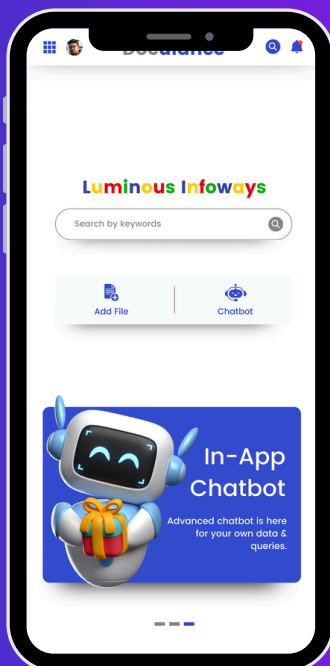 Luminous Infoways
Search by keywords
Add File
Chatbot
In-App
Chatbot
Advanced chatbot is here
for your own data &
queries.